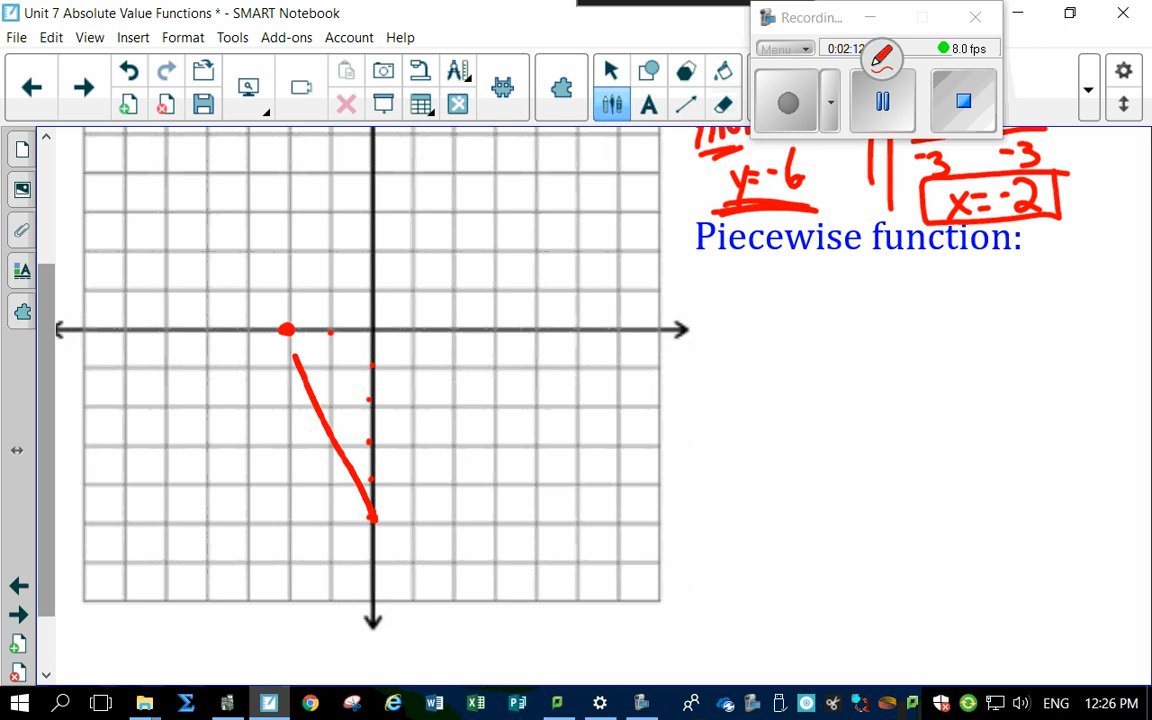 Unit 7 Absolute Value Functions * - SMART Notebook
Recordin...
File Edit View Insert Format Tools Add-ons Account Help
Menu
0:02:12
8.0 fps
-3 -3
y=-6
x=-2
Piecewise function:
ENG
12:26 PM